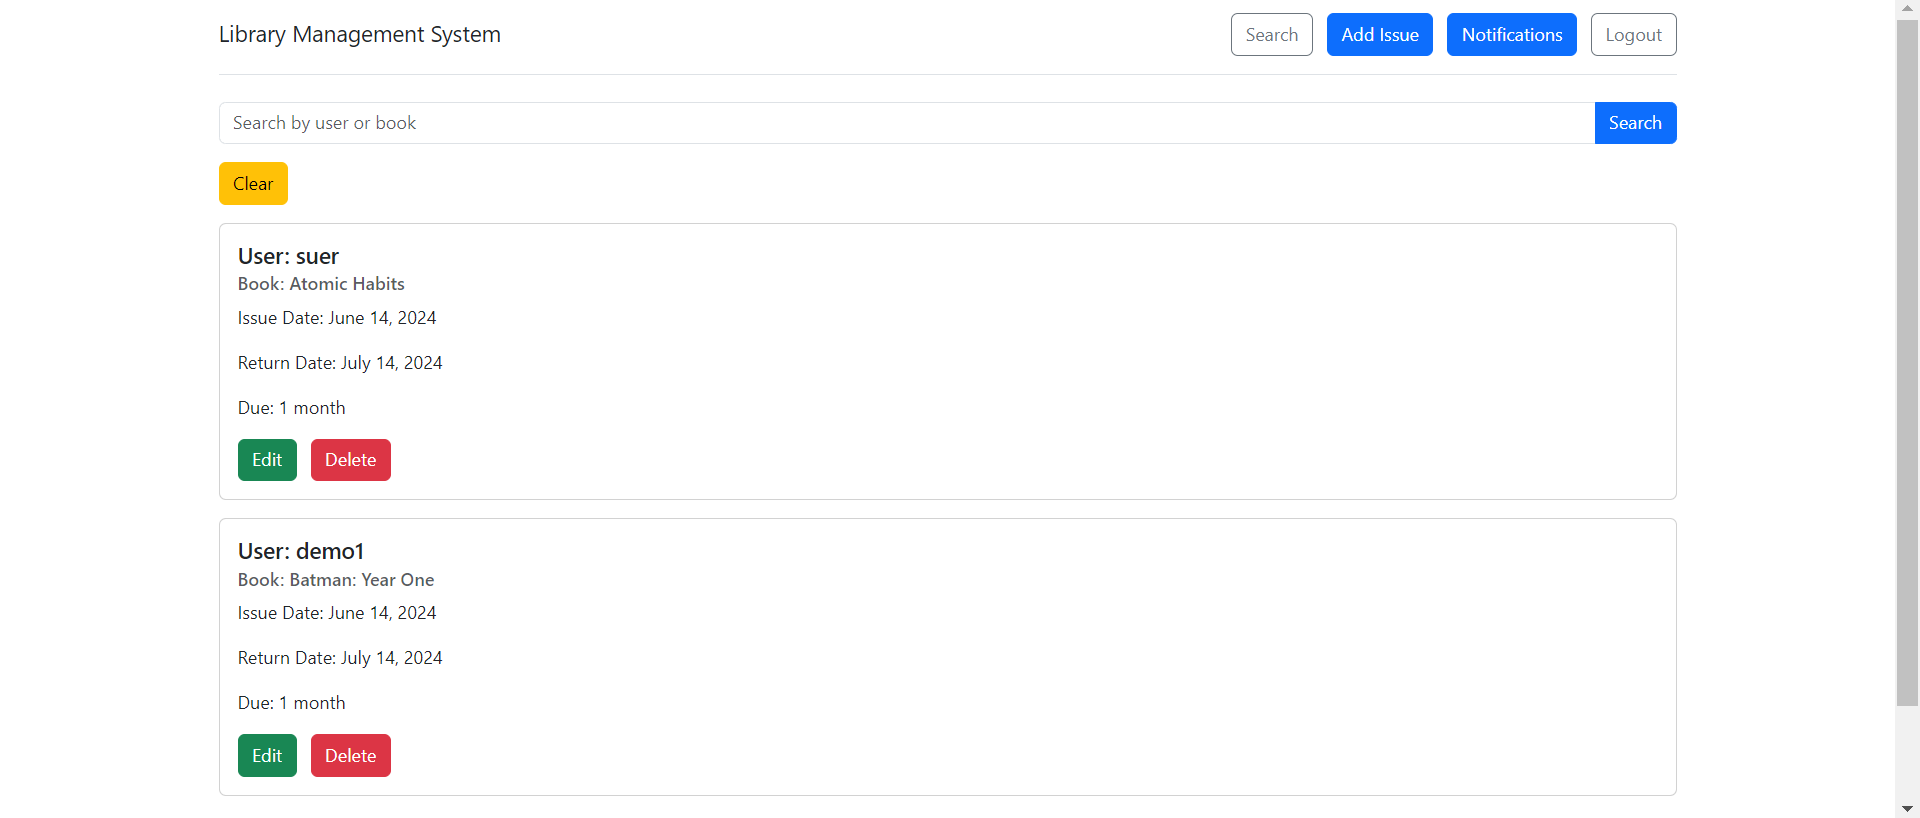 Library Management System
Search
Add Issue
Notifications
Logout
Search by user or book
Search
Clear
User: suer
Book: Atomic Habits
Issue Date: June 14, 2024
Return Date: July 14, 2024
Due: 1 month
Edit
Delete
User: demo1
Book: Batman: Year One
Issue Date: June 14, 2024
Return Date: July 14, 2024
Due: 1 month
Edit
Delete